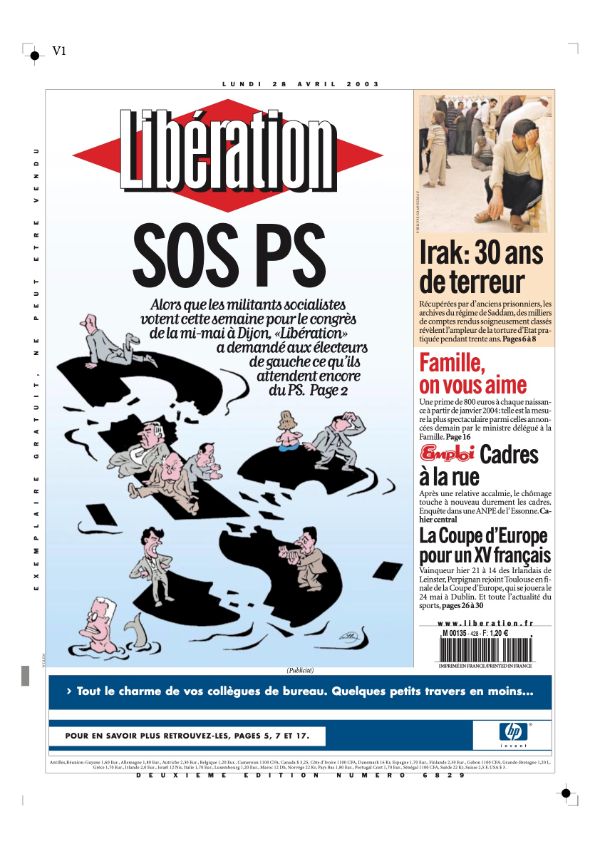 V1
LUNDI 28 AVRIL 2003
EXEMPLAIRE GRATUIT, NE PEUT ETRE VENDU
Libération
SOS PS
Alors que les militants socialistes
votent cette semaine pour le congrès
de la mi-mai à Dijon, «Libération»
a demandé aux électeurs
de gauche ce qu'ils
attendent encore
du PS. Page 2
Irak: 30 ans
de terreur
Récupérées par d'anciens prisonniers, les
archives du régime de Saddam, des milliers
de comptes rendus soigneusement classés
révèlent l'ampleur de la torture d'Etat pra-
tiquée pendant trente ans. Pages 6 à 8
Famille,
on vous aime
Une prime de 800 euros à chaque naissan-
ce à partir de janvier 2004: telle est la mesu-
re la plus spectaculaire parmi celles annon-
cées demain par le ministre délégué à la
Famille. Page 16
Emploi Cadres
à la rue
Après une relative accalmie, le chômage
touche à nouveau durement les cadres.
Enquête dans une ANPE de l'Essonne. Ca-
hier central
La Coupe d'Europe
pour un XV français
Vainqueur hier 21 à 14 des Irlandais de
Leinster, Perpignan rejoint Toulouse en fi-
nale de la Coupe d'Europe, qui se jouera le
24 mai à Dublin. Et toute l'actualité du
sports, pages 26 à 30
www.liberation.fr
M 00135 - 428 - F: 1,20 €
IMPRIMÉ EN FRANCE/PRINTED IN FRANCE
(Publicité)
> Tout le charme de vos collègues de bureau. Quelques petits travers en moins...
POUR EN SAVOIR PLUS RETROUVEZ-LES, PAGES 5, 7 ET 17.
hp
invent
DEUXIEME EDITION NUMERO 6829